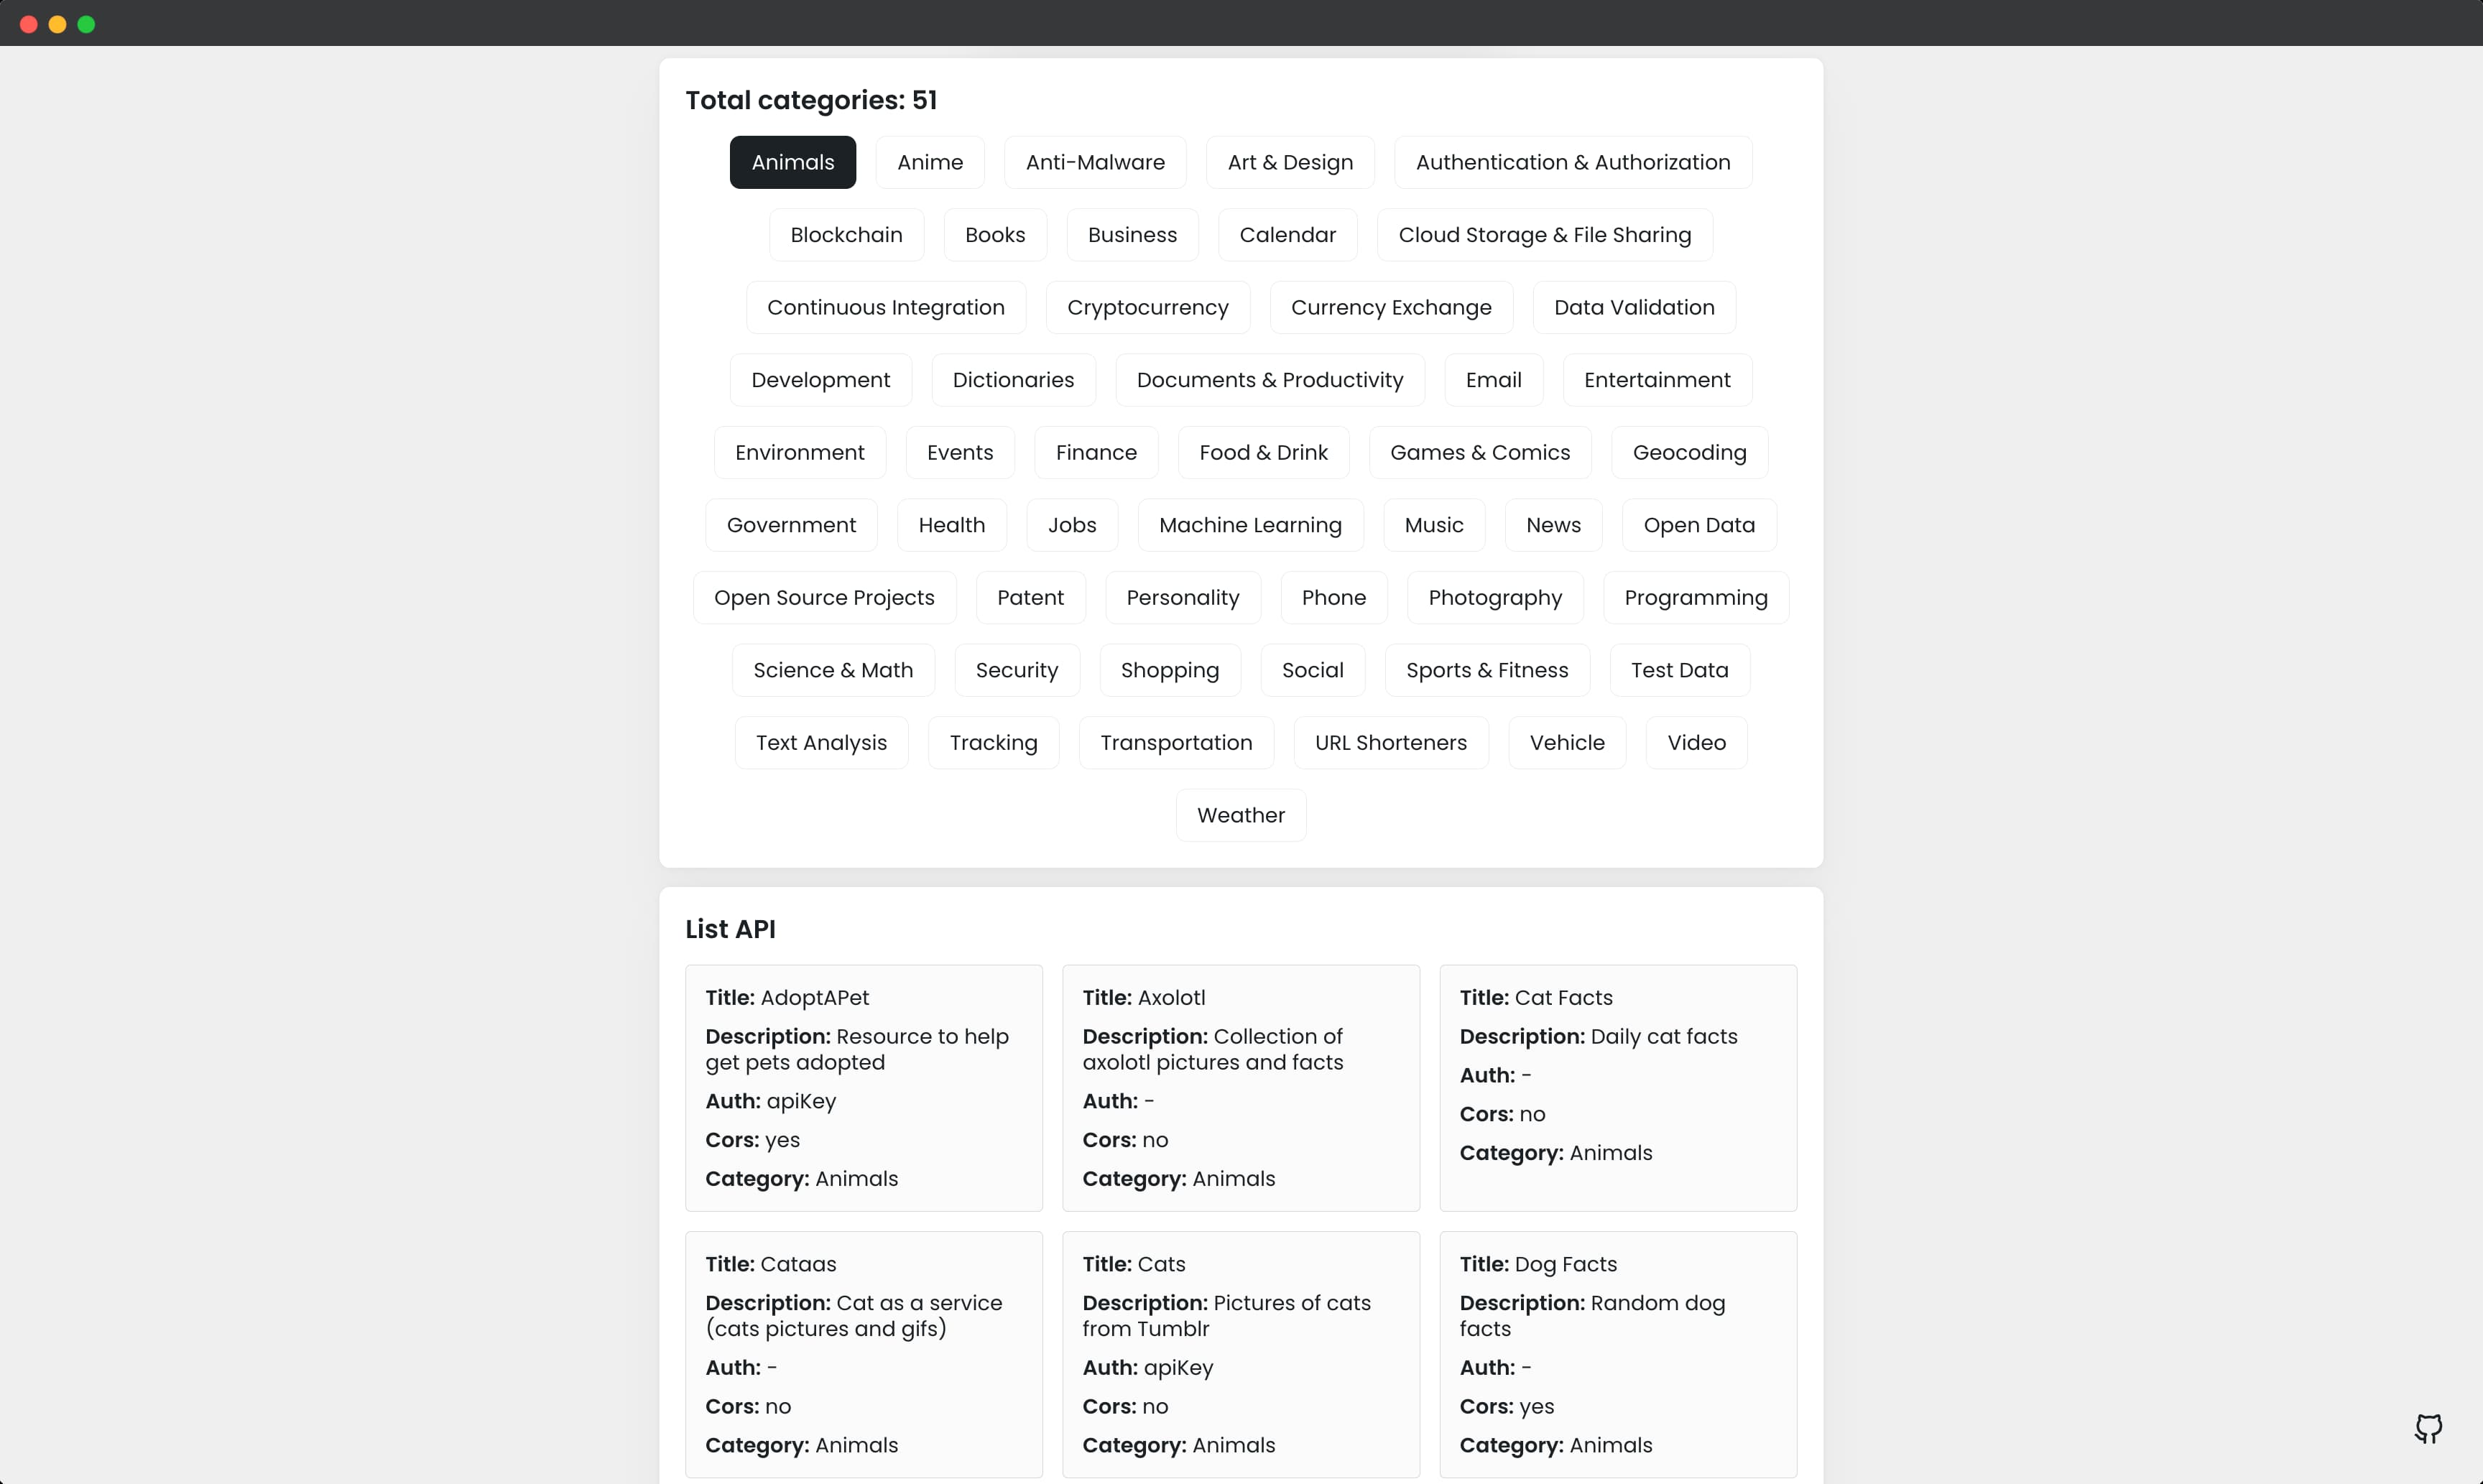 Total categories: 51
Animals Anime Anti-Malware Art & Design Authentication & Authorization
Blockchain Books Business Calendar Cloud Storage & File Sharing
Continuous Integration Cryptocurrency Currency Exchange Data Validation
Development Dictionaries Documents & Productivity Email Entertainment
Environment Events Finance Food & Drink Games & Comics Geocoding
Government Health Jobs Machine Learning Music News Open Data
Open Source Projects Patent Personality Phone Photography Programming
Science & Math Security Shopping Social Sports & Fitness Test Data
Text Analysis Tracking Transportation URL Shorteners Vehicle Video
Weather
List API
Title: AdoptAPet
Description: Resource to help
get pets adopted
Auth: apiKey
Cors: yes
Category: Animals
Title: Axolotl
Description: Collection of
axolotl pictures and facts
Auth: -
Cors: no
Category: Animals
Title: Cat Facts
Description: Daily cat facts
Auth: -
Cors: no
Category: Animals
Title: Cataas
Description: Cat as a service
(cats pictures and gifs)
Auth: -
Cors: no
Category: Animals
Title: Cats
Description: Pictures of cats
from Tumblr
Auth: apiKey
Cors: no
Category: Animals
Title: Dog Facts
Description: Random dog
facts
Auth: -
Cors: yes
Category: Animals